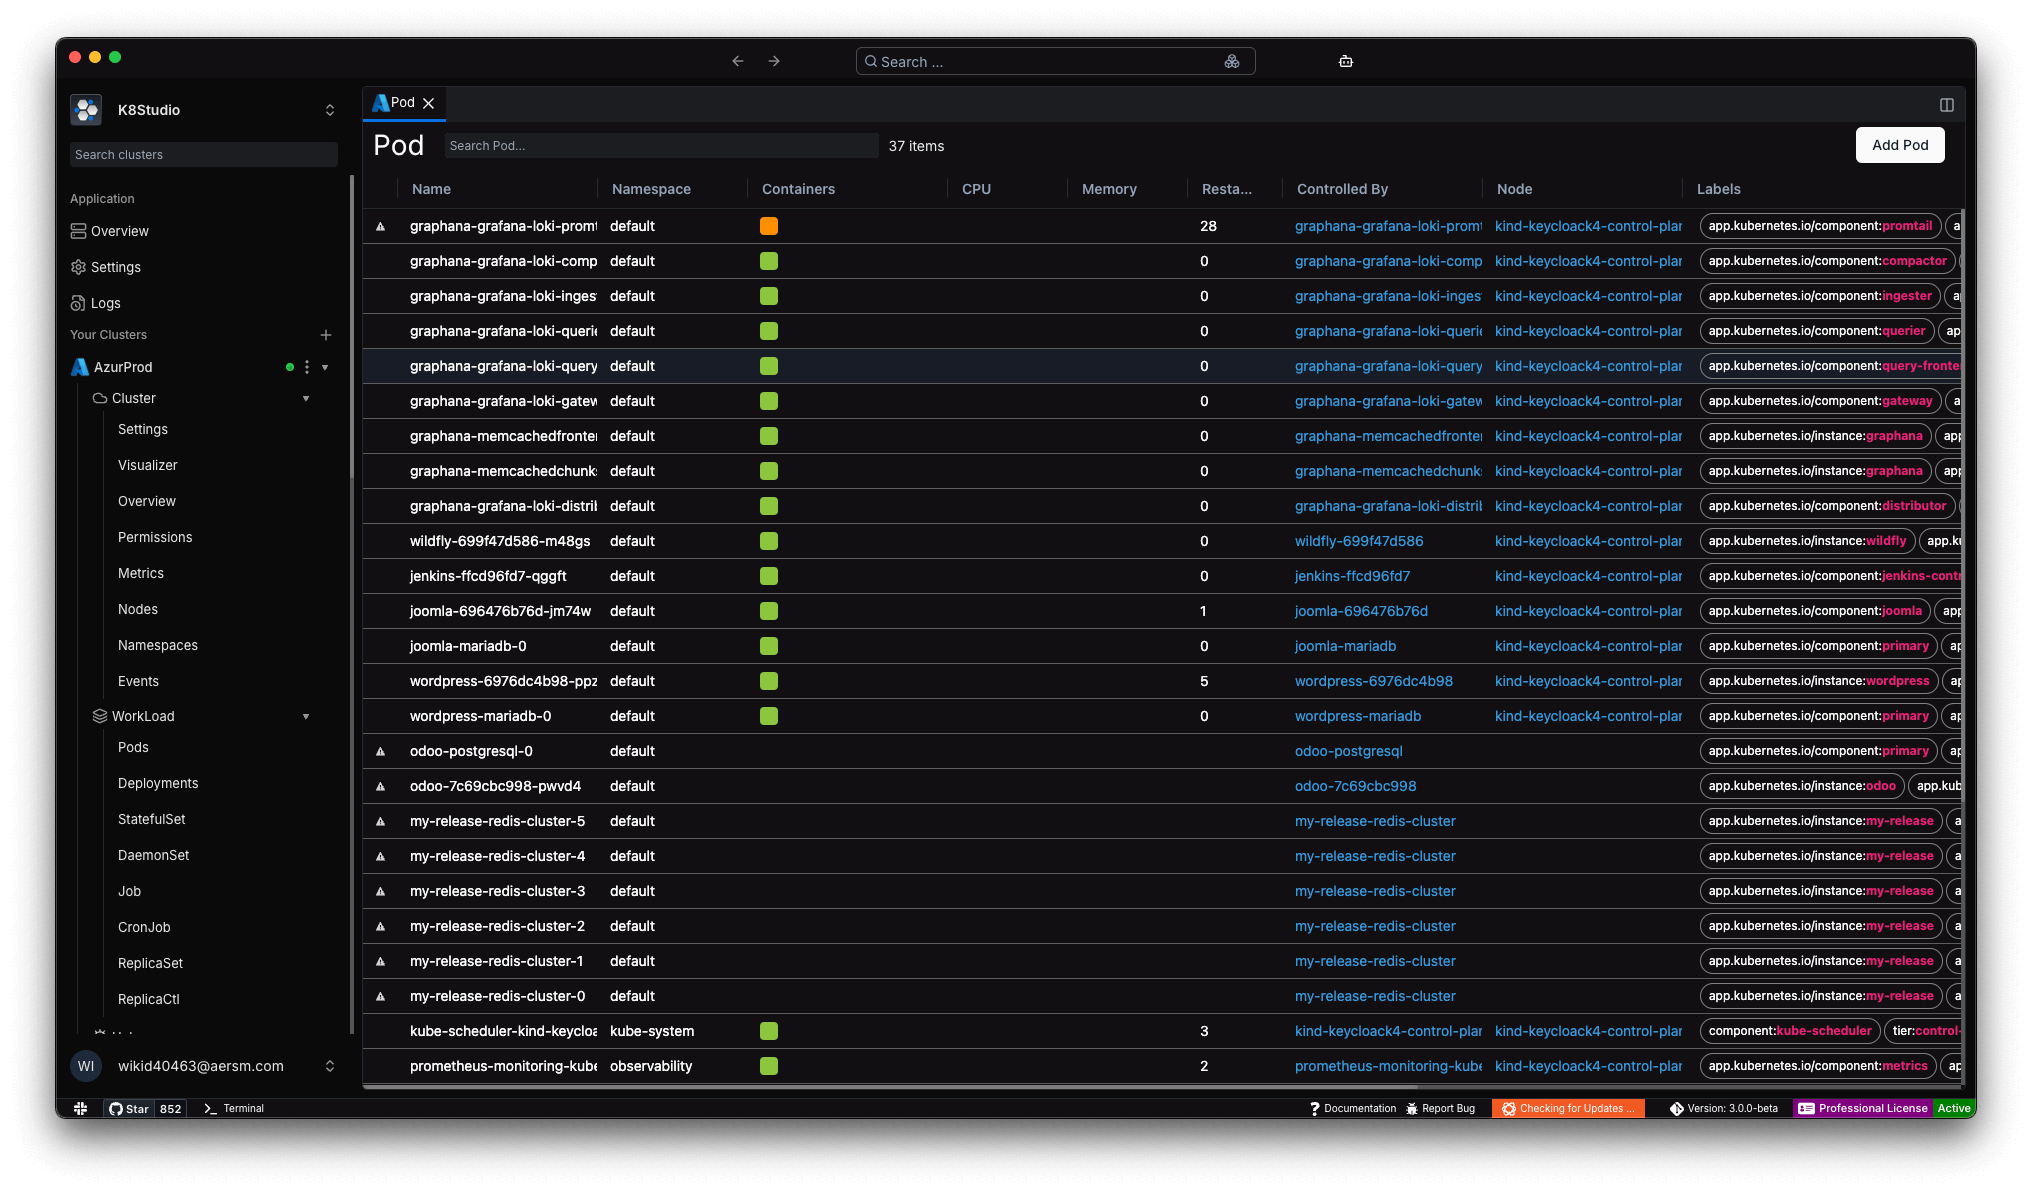 Search ...
K8Studio
Search clusters
Application
Overview
Settings
Logs
Your Clusters
AzurProd
Cluster
Settings
Visualizer
Overview
Permissions
Metrics
Nodes
Namespaces
Events
WorkLoad
Pods
Deployments
StatefulSet
DaemonSet
Job
CronJob
ReplicaSet
ReplicaCtl
WI wikid40463@aersm.com
Pod
Pod Search Pod... 37 items Add Pod
Name Namespace Containers CPU Memory Resta... Controlled By Node Labels
graphana-grafana-loki-promt default 28 graphana-grafana-loki-promt kind-keycloack4-control-plar app.kubernetes.io/component:promtail a
graphana-grafana-loki-comp default 0 graphana-grafana-loki-comp kind-keycloack4-control-plar app.kubernetes.io/component:compactor
graphana-grafana-loki-inges default 0 graphana-grafana-loki-inges kind-keycloack4-control-plar app.kubernetes.io/component:ingester a
graphana-grafana-loki-querie default 0 graphana-grafana-loki-querie kind-keycloack4-control-plar app.kubernetes.io/component:querier ap
graphana-grafana-loki-query default 0 graphana-grafana-loki-query kind-keycloack4-control-plar app.kubernetes.io/component:query-fronte
graphana-grafana-loki-gatew default 0 graphana-grafana-loki-gatew kind-keycloack4-control-plar app.kubernetes.io/component:gateway a
graphana-memcachedfronter default 0 graphana-memcachedfronter kind-keycloack4-control-plar app.kubernetes.io/instance:graphana app
graphana-memcachedchunks default 0 graphana-memcachedchunks kind-keycloack4-control-plar app.kubernetes.io/instance:graphana app
graphana-grafana-loki-distril default 0 graphana-grafana-loki-distril kind-keycloack4-control-plar app.kubernetes.io/component:distributor
wildfly-699f47d586-m48gs default 0 wildfly-699f47d586 kind-keycloack4-control-plar app.kubernetes.io/instance:wildfly app.ku
jenkins-ffcd96fd7-qggft default 0 jenkins-ffcd96fd7 kind-keycloack4-control-plar app.kubernetes.io/component:jenkins-contr
joomla-696476b76d-jm74w default 1 joomla-696476b76d kind-keycloack4-control-plar app.kubernetes.io/component:joomla app
joomla-mariadb-0 default 0 joomla-mariadb kind-keycloack4-control-plar app.kubernetes.io/component:primary ap
wordpress-6976dc4b98-ppz default 5 wordpress-6976dc4b98 kind-keycloack4-control-plar app.kubernetes.io/instance:wordpress a
wordpress-mariadb-0 default 0 wordpress-mariadb kind-keycloack4-control-plar app.kubernetes.io/component:primary ap
odoo-postgresql-0 default odoo-postgresql app.kubernetes.io/component:primary ap
odoo-7c69cbc998-pwvd4 default odoo-7c69cbc998 app.kubernetes.io/instance:odoo app.kub
my-release-redis-cluster-5 default my-release-redis-cluster app.kubernetes.io/instance:my-release a
my-release-redis-cluster-4 default my-release-redis-cluster app.kubernetes.io/instance:my-release a
my-release-redis-cluster-3 default my-release-redis-cluster app.kubernetes.io/instance:my-release a
my-release-redis-cluster-2 default my-release-redis-cluster app.kubernetes.io/instance:my-release a
my-release-redis-cluster-1 default my-release-redis-cluster app.kubernetes.io/instance:my-release a
my-release-redis-cluster-0 default my-release-redis-cluster app.kubernetes.io/instance:my-release a
kube-scheduler-kind-keycloa kube-system 3 kind-keycloack4-control-plar kind-keycloack4-control-plar component:kube-scheduler tier:control-
prometheus-monitoring-kube observability 2 prometheus-monitoring-kube kind-keycloack4-control-plar app.kubernetes.io/component:metrics ap
Star 852 Terminal Documentation Report Bug Checking for Updates ... Version: 3.0.0-beta Professional License Active